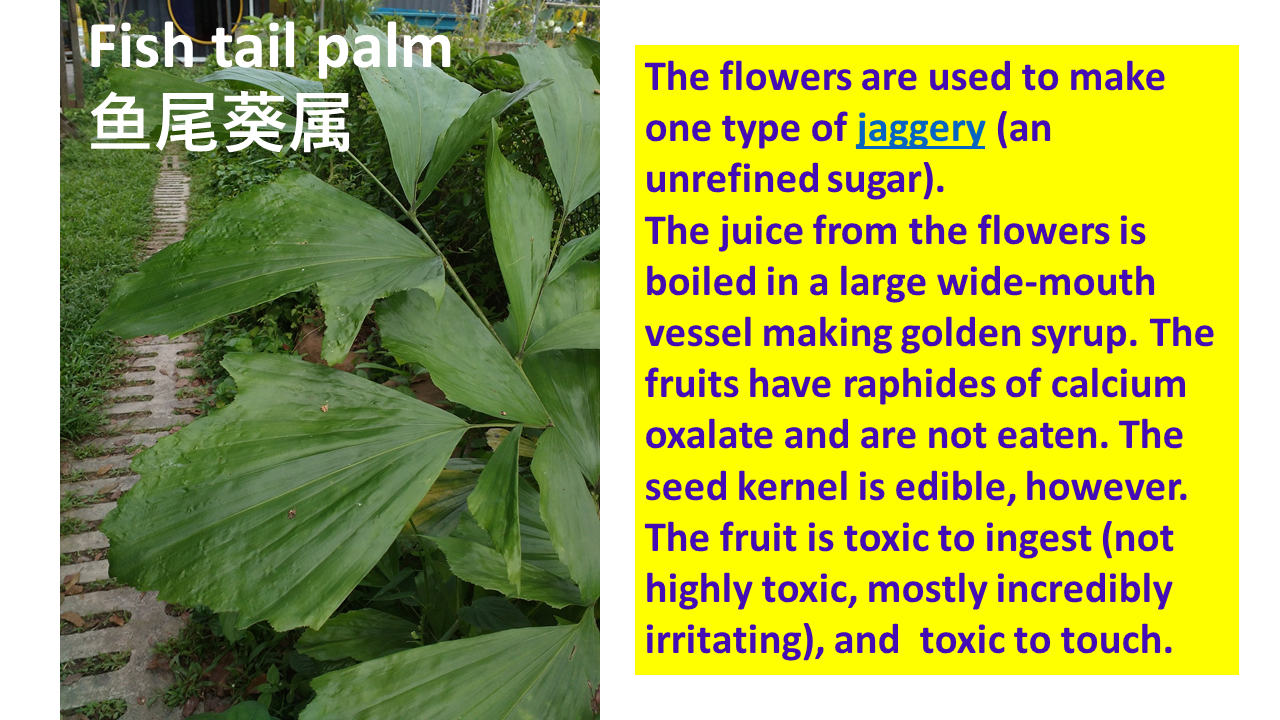 Fish tail palm
鱼尾葵属
The flowers are used to make
one type of jaggery (an
unrefined sugar).
The juice from the flowers is
boiled in a large wide-mouth
vessel making golden syrup. The
fruits have raphides of calcium
oxalate and are not eaten. The
seed kernel is edible, however.
The fruit is toxic to ingest (not
highly toxic, mostly incredibly
irritating), and  toxic to touch.